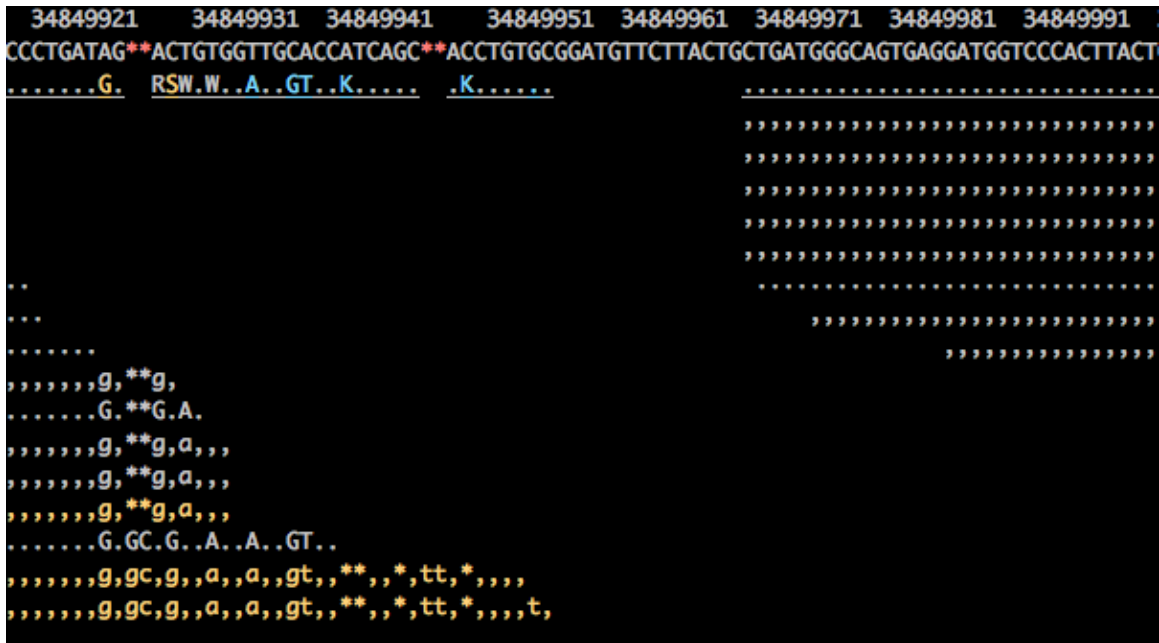 34849921    34849931  34849941    34849951  34849961  34849971  34849981  34849991
CCCTGATAG**ACTGTGGTTGCACCATCAGC**ACCTGTGCGGATGTTCTTACTGCTGATGGGCAGTGAGGATGGTCCCACTTACT
.......G.  RSW.W..A..GT..K.....  .K......              ...............................
,,,,,,,,,,,,,,,,,,,,,,,,,,,,,,,
,,,,,,,,,,,,,,,,,,,,,,,,,,,,,,,
,,,,,,,,,,,,,,,,,,,,,,,,,,,,,,,
,,,,,,,,,,,,,,,,,,,,,,,,,,,,,,,
,,,,,,,,,,,,,,,,,,,,,,,,,,,,,,,
..                                                      ..............................
...                                                         ,,,,,,,,,,,,,,,,,,,,,,,,,,
.......                                                               ,,,,,,,,,,,,,,,,
,,,,,,,g,**g,
.......G.**G.A.
,,,,,,,g,**g,a,,,
,,,,,,,g,**g,a,,,
,,,,,,,g,**g,a,,,
.......G.GC.G..A..A..GT..
,,,,,,,g,gc,g,,a,,a,,gt,,**,,*,tt,*,,,,
,,,,,,,g,gc,g,,a,,a,,gt,,**,,*,tt,*,,,,t,